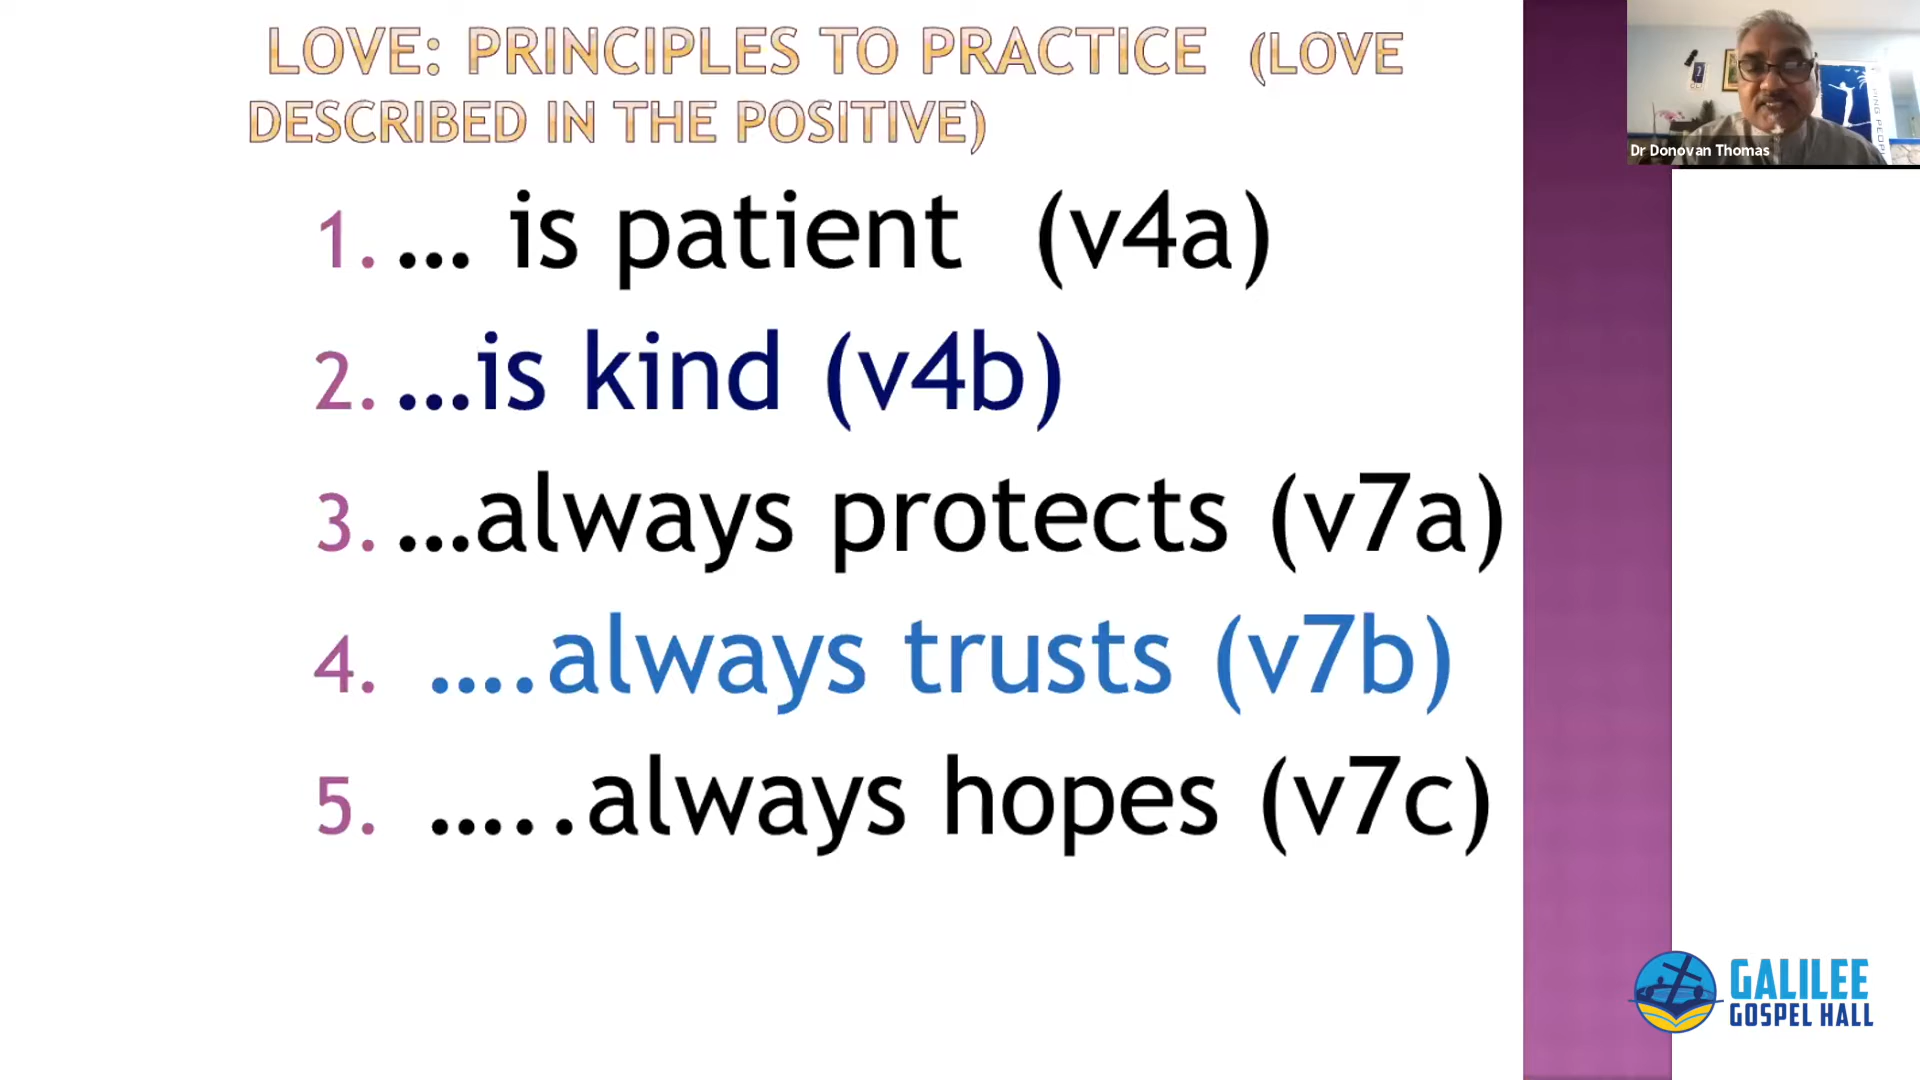 LOVE: PRINCIPLES TO PRACTICE (LOVE
DESCRIBED IN THE POSITIVE)
1. ... is patient (v4a)
2. ...is kind (v4b)
3. ...always protects (v7a)
4. ....always trusts (v7b)
5. .....always hopes (v7c)
Dr Donovan Thomas
GALILEE
GOSPEL HALL